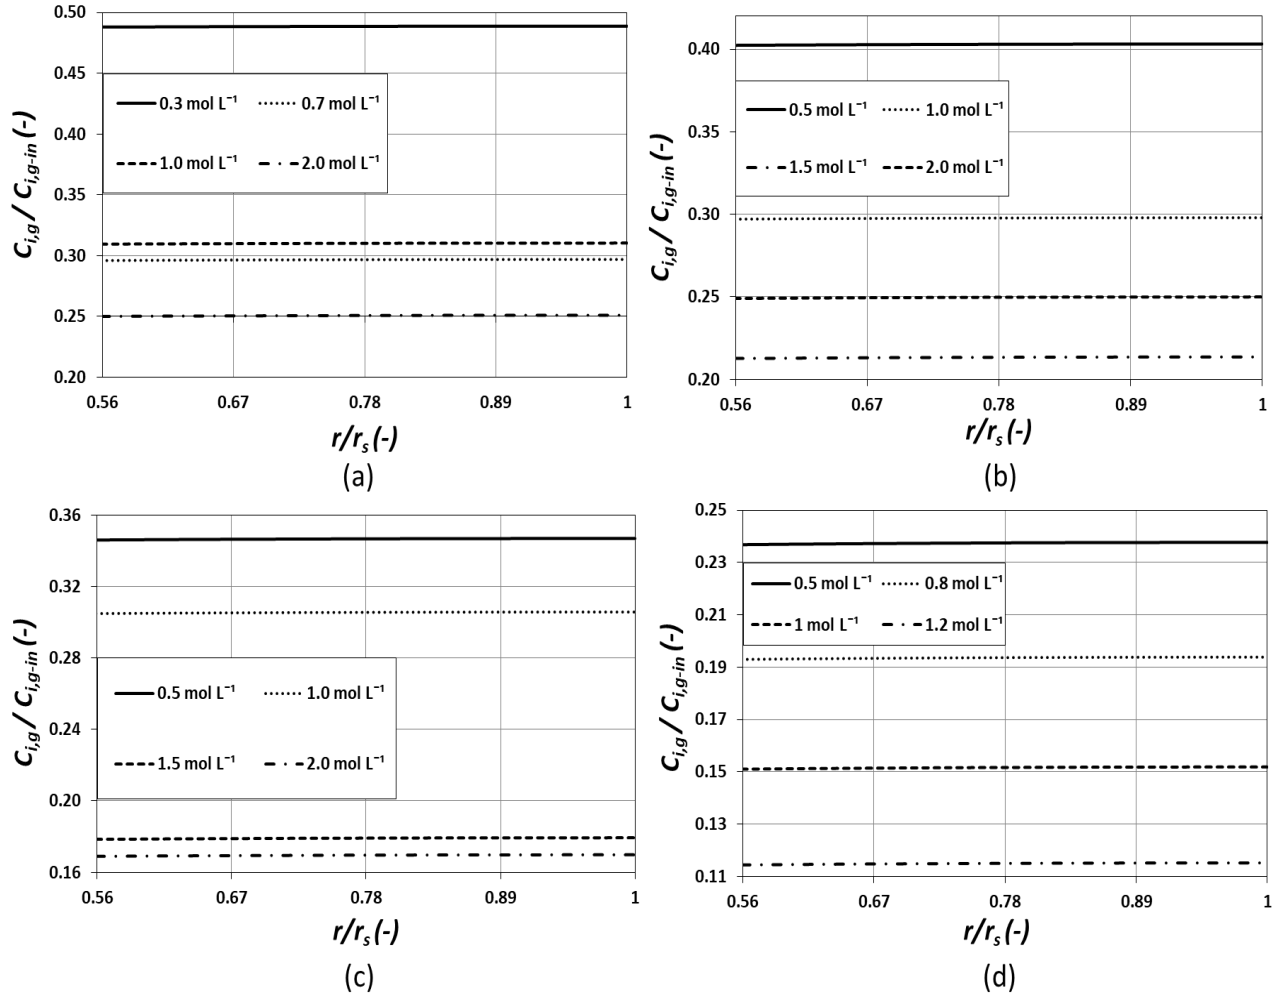 0.50
0.45
0.40
0.35
0.30
0.25
0.20
C_{i,g} / C_{i,g-in} (-)
0.3 mol L⁻¹ 0.7 mol L⁻¹
1.0 mol L⁻¹ 2.0 mol L⁻¹
0.56 0.67 0.78 0.89 1
r/r_s (-)
(a)
0.40
0.35
0.30
0.25
0.20
C_{i,g} / C_{i,g-in} (-)
0.5 mol L⁻¹ 1.0 mol L⁻¹
1.5 mol L⁻¹ 2.0 mol L⁻¹
0.56 0.67 0.78 0.89 1
r/r_s (-)
(b)
0.36
0.32
0.28
0.24
0.20
0.16
C_{i,g} / C_{i,g-in} (-)
0.5 mol L⁻¹ 1.0 mol L⁻¹
1.5 mol L⁻¹ 2.0 mol L⁻¹
0.56 0.67 0.78 0.89 1
r/r_s (-)
(c)
0.25
0.23
0.21
0.19
0.17
0.15
0.13
0.11
C_{i,g} / C_{i,g-in} (-)
0.5 mol L⁻¹ 0.8 mol L⁻¹
1 mol L⁻¹ 1.2 mol L⁻¹
0.56 0.67 0.78 0.89 1
r/r_s (-)
(d)